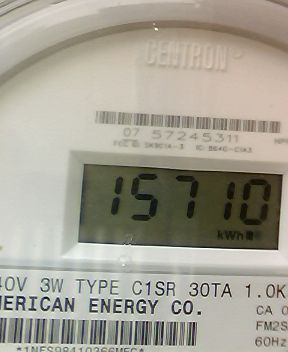 CENTRON
07 57245311
15710
kWh
40V 3W TYPE C1SR 30TA 1.0K
MERICAN ENERGY CO.
CA 0
FM2S
60Hz